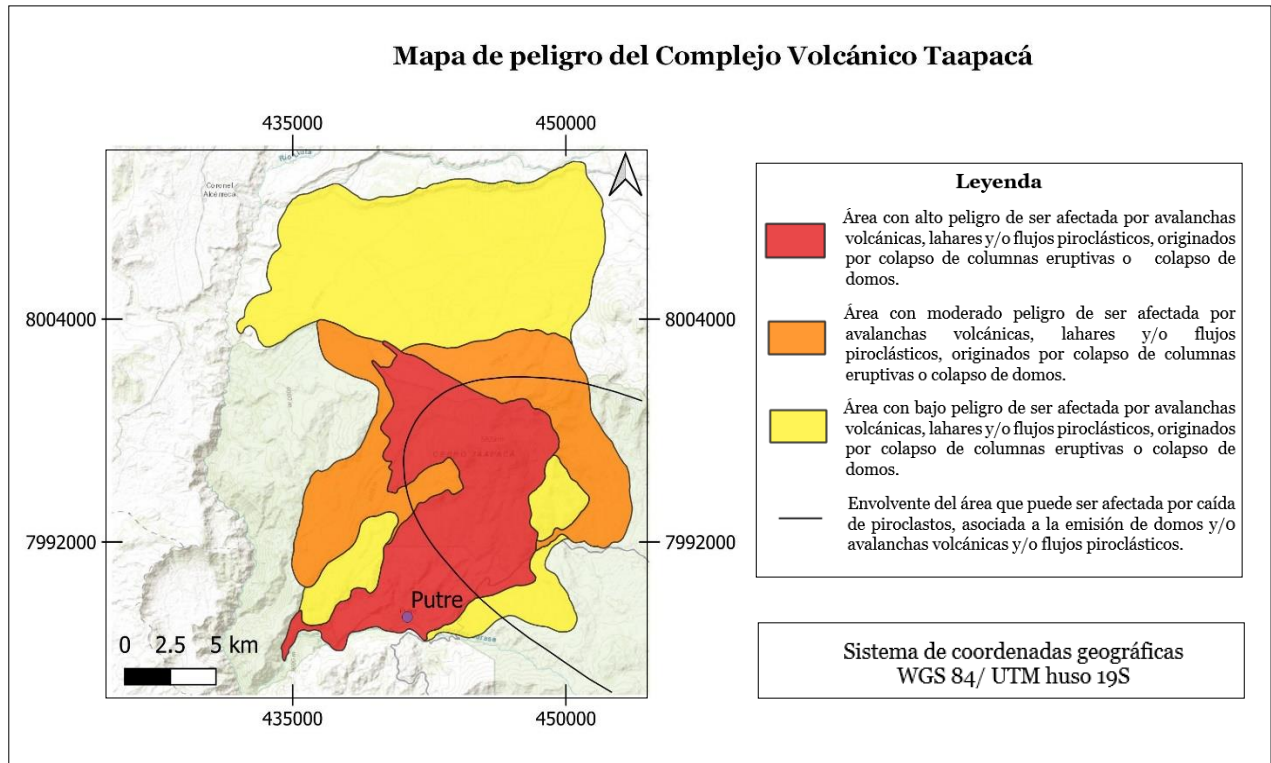 Mapa de peligro del Complejo Volcánico Taapacá
435000
450000
Río Lluta
Coronel
Alcérreca
8004000
8004000
CERRO TAAPACÁ
7992000
7992000
Putre
0 2.5 5 km
435000
450000
Leyenda
Área con alto peligro de ser afectada por avalanchas
volcánicas, lahares y/o flujos piroclásticos, originados
por colapso de columnas eruptivas o colapso de
domos.
Área con moderado peligro de ser afectada por
avalanchas volcánicas, lahares y/o flujos
piroclásticos, originados por colapso de columnas
eruptivas o colapso de domos.
Área con bajo peligro de ser afectada por avalanchas
volcánicas, lahares y/o flujos piroclásticos, originados
por colapso de columnas eruptivas o colapso de
domos.
Envolvente del área que puede ser afectada por caída
de piroclastos, asociada a la emisión de domos y/o
avalanchas volcánicas y/o flujos piroclásticos.
Sistema de coordenadas geográficas
WGS 84/ UTM huso 19S